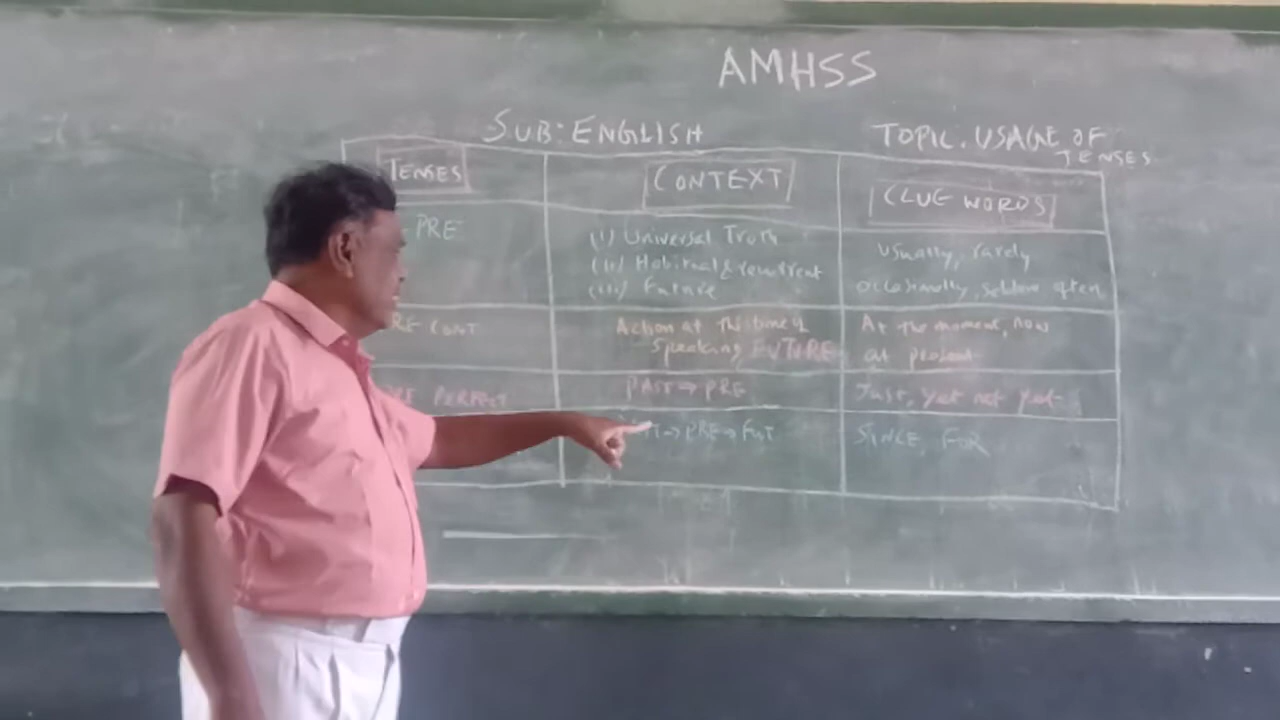 AMHSS
SUB: ENGLISH
TOPIC. USAGE OF
TENSES
TENSES
CONTEXT
CLUE WORDS
PRE
(i) Universal Truth
(ii) Habitual & recurrent
(iii) Future
usually, rarely
occasionally, seldom often
RE CONT
Action at the time of
speaking FUTURE
At the moment, now
at present
RE PERFECT
PAST → PRE
Just, yet not yet
→ PRE → FUT
SINCE, FOR